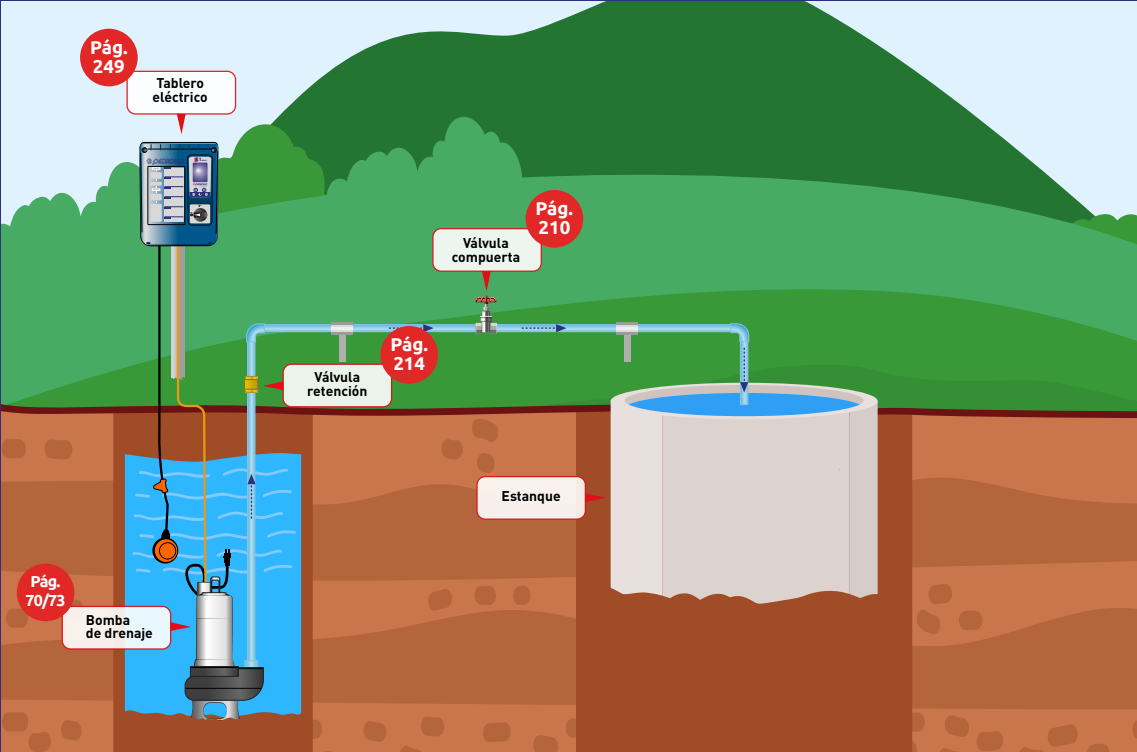 Pág.
249
Tablero
eléctrico
Pág.
210
Válvula
compuerta
Pág.
214
Válvula
retención
Estanque
Pág.
70/73
Bomba
de drenaje